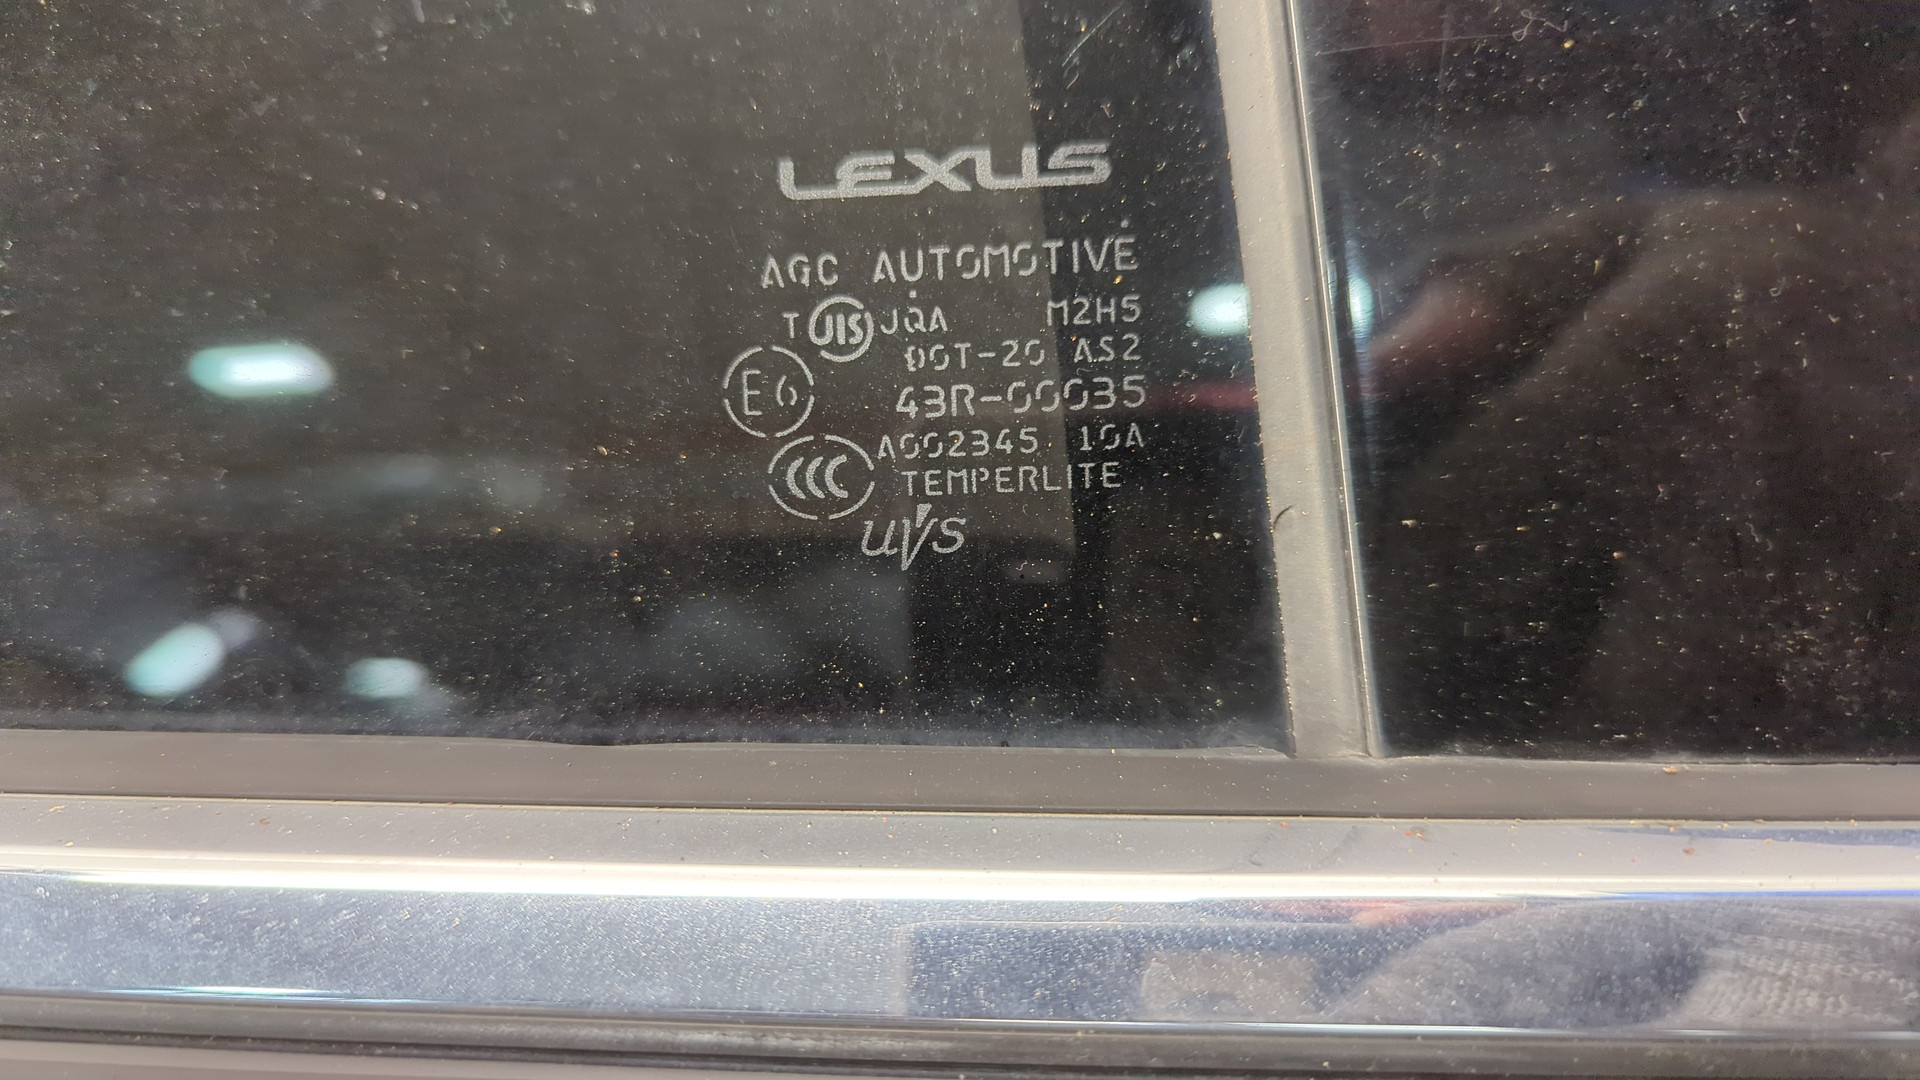 LEXUS
AGC AUTOMOTIVE
T JIS JQA M2H5
DOT-20 AS2
E6 43R-00035
CCC A002345 10A
TEMPERLITE
UVS